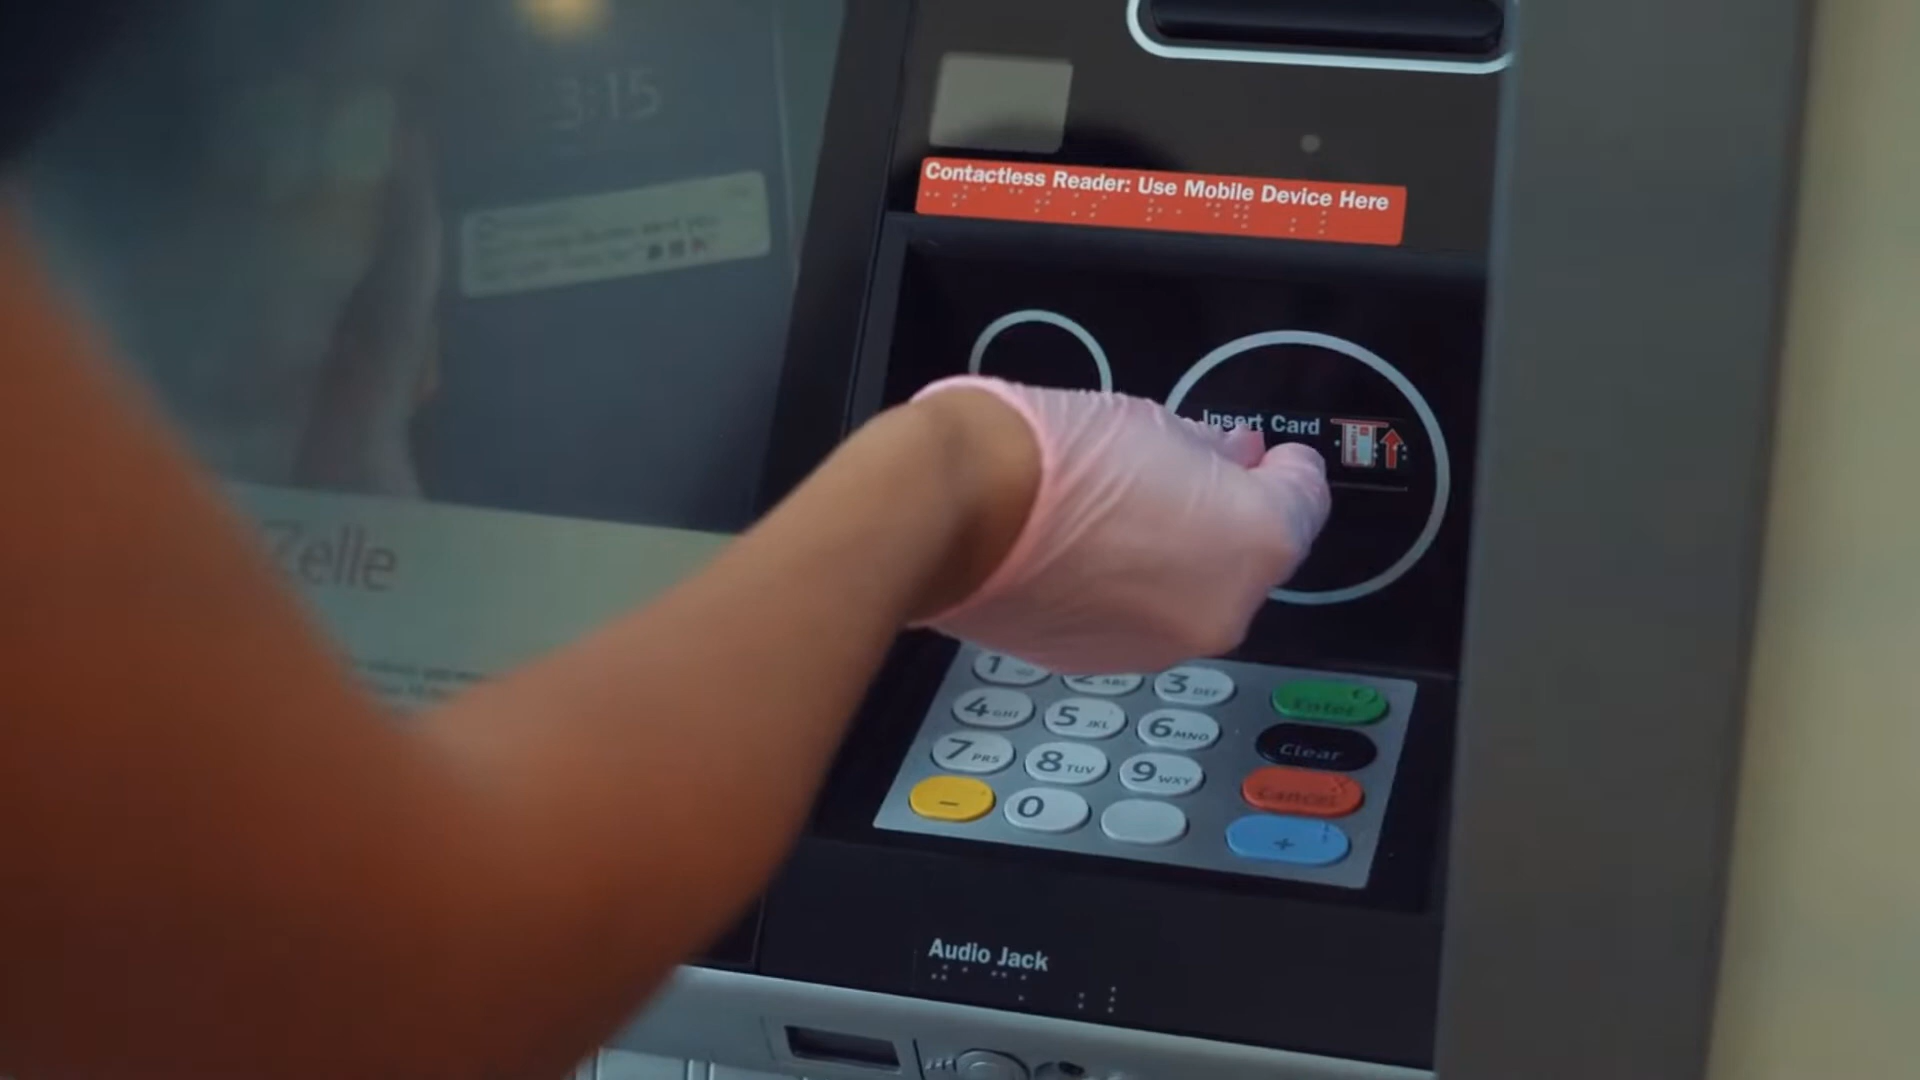 3:15
Contactless Reader: Use Mobile Device Here
Insert Card
Zelle
1
2 ABC
3 DEF
Enter
4 GHI
5 JKL
6 MNO
Clear
7 PRS
8 TUV
9 WXY
Cancel
-
0
+
Audio Jack